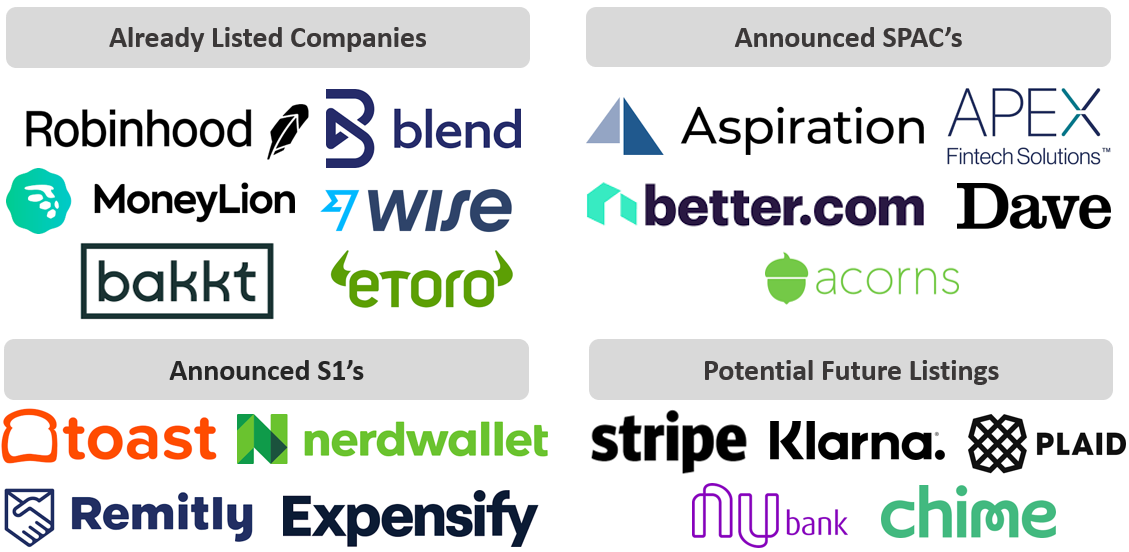 Already Listed Companies
Announced SPAC’s
Robinhood
blend
MoneyLion
wise
bakkt
eToro
Aspiration
APEX
Fintech Solutions™
better.com
Dave
acorns
Announced S1’s
Potential Future Listings
toast
nerdwallet
Remitly
Expensify
stripe
Klarna.
PLAID
nu bank
chime